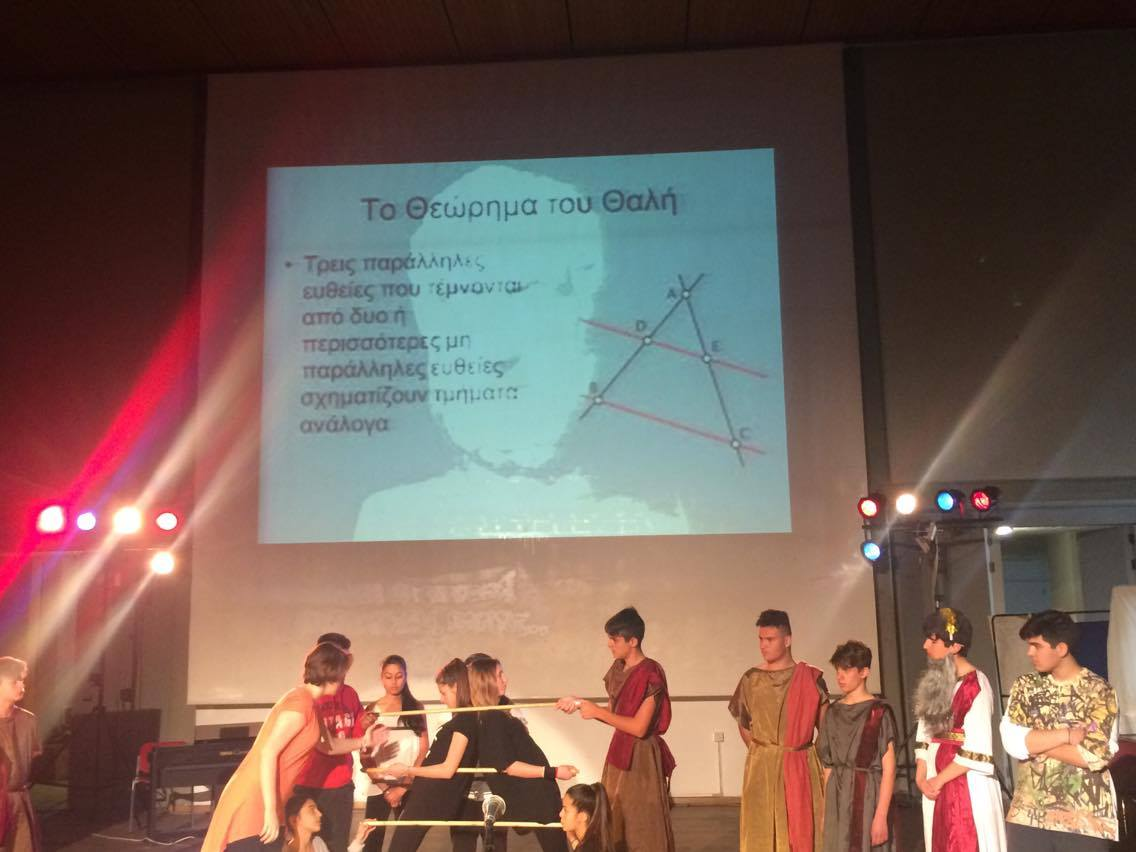 Το Θεώρημα του Θαλή
• Τρεις παράλληλες
ευθείες που τέμνονται
από δυο ή
περισσότερες μη
παράλληλες ευθείες
σχηματίζουν τμήματα
ανάλογα
A
D
E
B
C